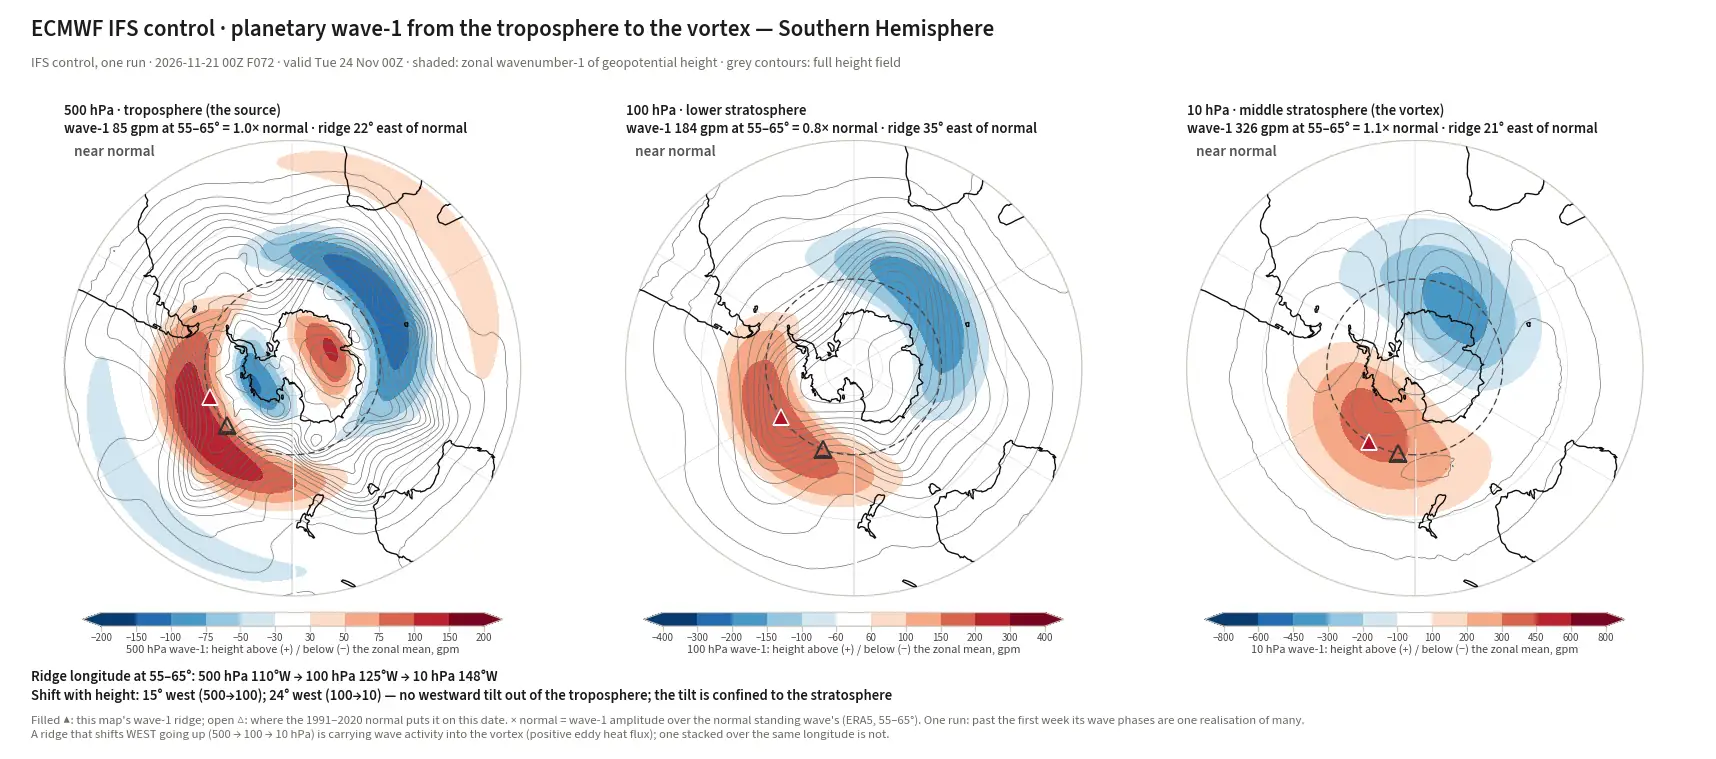 ECMWF IFS control · planetary wave-1 from the troposphere to the vortex — Southern Hemisphere
IFS control, one run · 2026-11-21 00Z F072 · valid Tue 24 Nov 00Z · shaded: zonal wavenumber-1 of geopotential height · grey contours: full height field
500 hPa · troposphere (the source)
wave-1 85 gpm at 55–65° = 1.0× normal · ridge 22° east of normal
near normal
100 hPa · lower stratosphere
wave-1 184 gpm at 55–65° = 0.8× normal · ridge 35° east of normal
near normal
10 hPa · middle stratosphere (the vortex)
wave-1 326 gpm at 55–65° = 1.1× normal · ridge 21° east of normal
near normal
−200 −150 −100 −75 −50 −30 30 50 75 100 150 200
500 hPa wave-1: height above (+) / below (−) the zonal mean, gpm
−400 −300 −200 −150 −100 −60 60 100 150 200 300 400
100 hPa wave-1: height above (+) / below (−) the zonal mean, gpm
−800 −600 −450 −300 −200 −100 100 200 300 450 600 800
10 hPa wave-1: height above (+) / below (−) the zonal mean, gpm
Ridge longitude at 55–65°: 500 hPa 110°W → 100 hPa 125°W → 10 hPa 148°W
Shift with height: 15° west (500→100); 24° west (100→10) — no westward tilt out of the troposphere; the tilt is confined to the stratosphere
Filled ▲: this map's wave-1 ridge; open △: where the 1991–2020 normal puts it on this date. × normal = wave-1 amplitude over the normal standing wave's (ERA5, 55–65°). One run: past the first week its wave phases are one realisation of many.
A ridge that shifts WEST going up (500 → 100 → 10 hPa) is carrying wave activity into the vortex (positive eddy heat flux); one stacked over the same longitude is not.